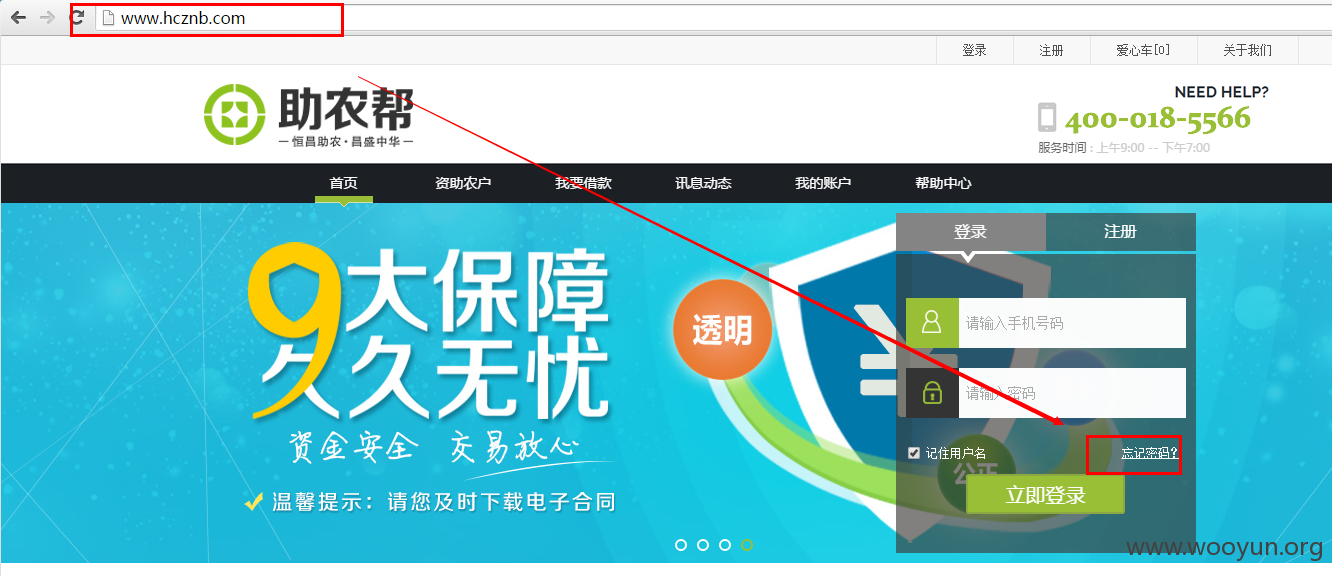 www.hcznb.com
登录 注册 爱心车[0] 关于我们
助农帮
恒昌助农·昌盛中华
NEED HELP?
400-018-5566
服务时间 : 上午9:00 -- 下午7:00
首页 资助农户 我要借款 讯息动态 我的账户 帮助中心
登录 注册
9大保障
久久无忧
资金安全 交易放心
温馨提示：请您及时下载电子合同
透明
¥
请输入手机号码
请输入密码
记住用户名 忘记密码?
公正
立即登录
www.wooyun.org